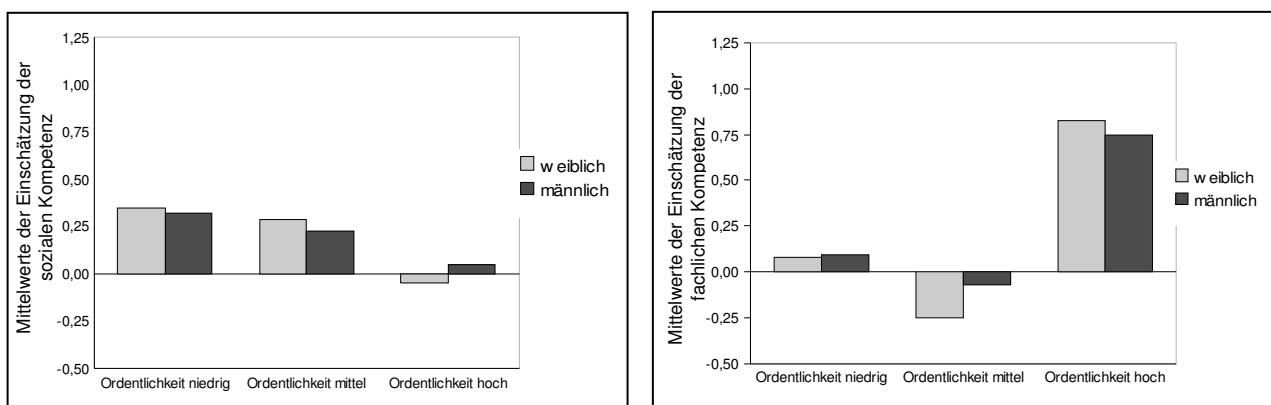 Mittelwerte der Einschätzung der
sozialen Kompetenz
1,25
1,00
0,75
0,50
0,25
0,00
-0,25
-0,50
Ordentlichkeit niedrig
Ordentlichkeit mittel
Ordentlichkeit hoch
w eiblich
männlich
Mittelwerte der Einschätzung der
fachlichen Kompetenz
1,25
1,00
0,75
0,50
0,25
0,00
-0,25
-0,50
Ordentlichkeit niedrig
Ordentlichkeit mittel
Ordentlichkeit hoch
w eiblich
männlich